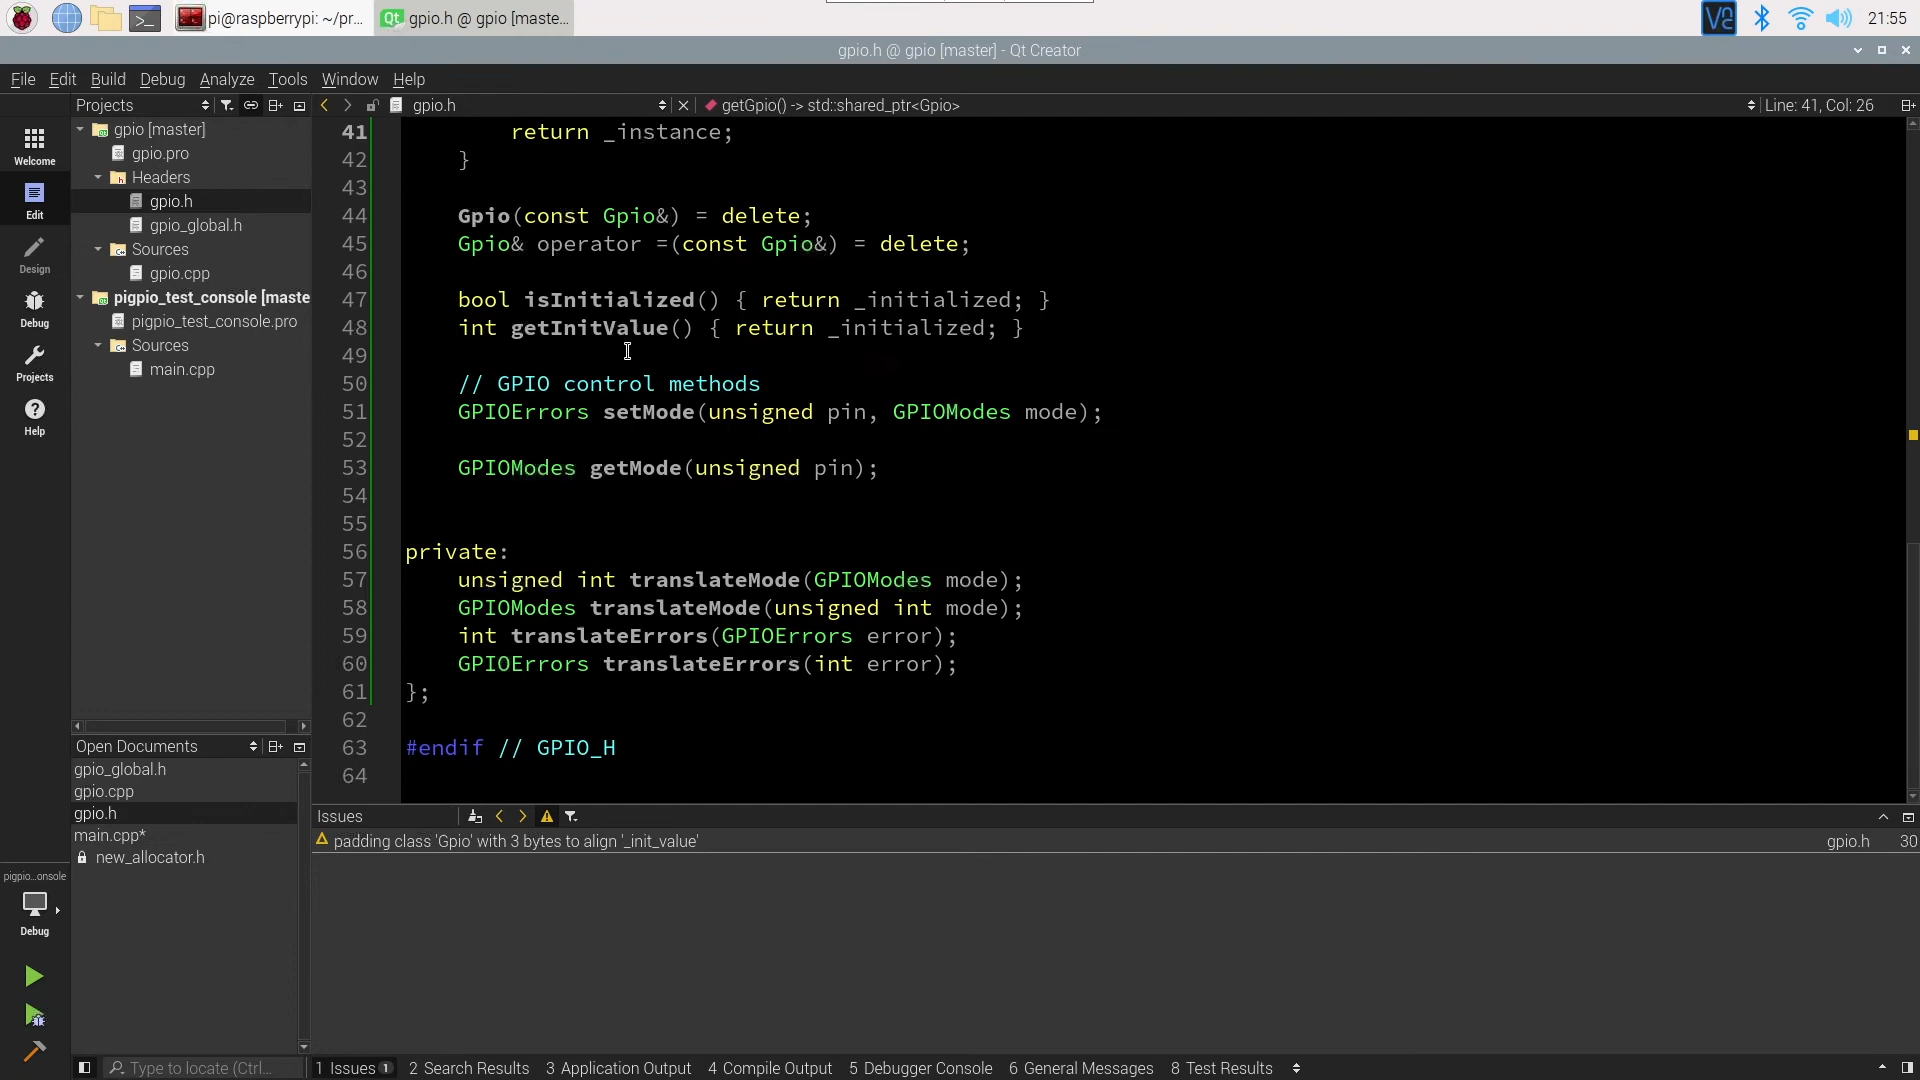 pi@raspberrypi: ~/pr...
Qt gpio.h @ gpio [maste...
21:55
gpio.h @ gpio [master] - Qt Creator
File Edit Build Debug Analyze Tools Window Help
Projects
gpio.h
getGpio() -> std::shared_ptr<Gpio>
Line: 41, Col: 26
Welcome
Edit
Design
Debug
Projects
Help
gpio [master]
gpio.pro
Headers
gpio.h
gpio_global.h
Sources
gpio.cpp
pigpio_test_console [maste
pigpio_test_console.pro
Sources
main.cpp
41 return _instance;
42 }
43
44 Gpio(const Gpio&) = delete;
45 Gpio& operator =(const Gpio&) = delete;
46
47 bool isInitialized() { return _initialized; }
48 int getInitValue() { return _initialized; }
49
50 // GPIO control methods
51 GPIOErrors setMode(unsigned pin, GPIOModes mode);
52
53 GPIOModes getMode(unsigned pin);
54
55
56 private:
57 unsigned int translateMode(GPIOModes mode);
58 GPIOModes translateMode(unsigned int mode);
59 int translateErrors(GPIOErrors error);
60 GPIOErrors translateErrors(int error);
61 };
62
63 #endif // GPIO_H
64
Open Documents
gpio_global.h
gpio.cpp
gpio.h
main.cpp*
new_allocator.h
pigpio...onsole
Debug
Issues
padding class 'Gpio' with 3 bytes to align '_init_value'
gpio.h 30
Type to locate (Ctrl...
1 Issues 1 2 Search Results 3 Application Output 4 Compile Output 5 Debugger Console 6 General Messages 8 Test Results